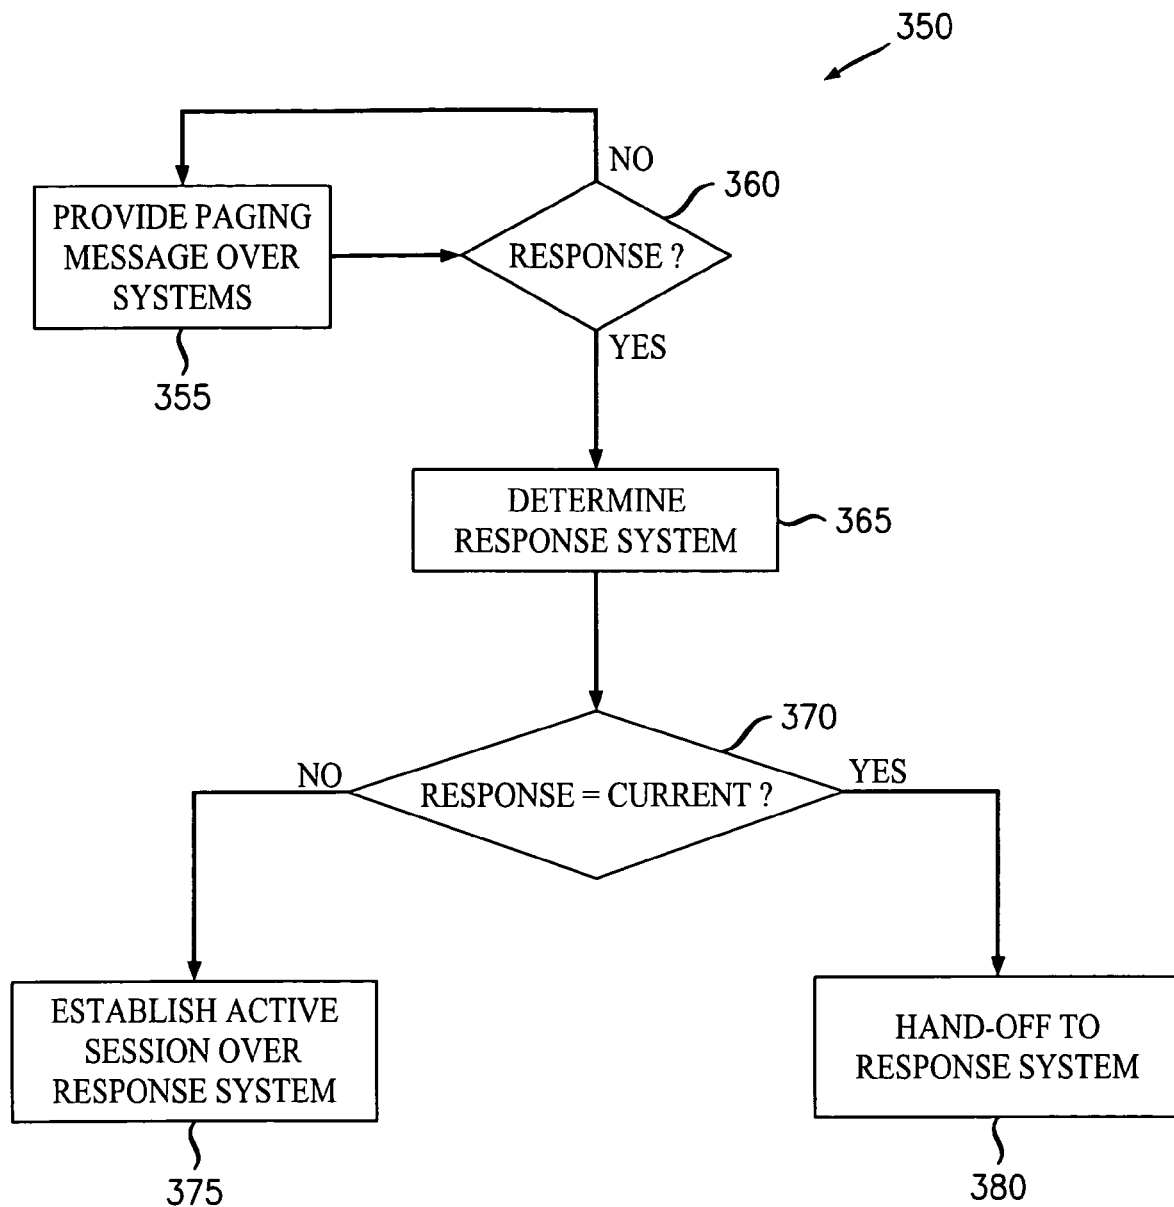 350
NO
360
PROVIDE PAGING
MESSAGE OVER
SYSTEMS
RESPONSE ?
YES
355
DETERMINE
RESPONSE SYSTEM
365
370
NO
YES
RESPONSE = CURRENT ?
ESTABLISH ACTIVE
SESSION OVER
RESPONSE SYSTEM
HAND-OFF TO
RESPONSE SYSTEM
375
380